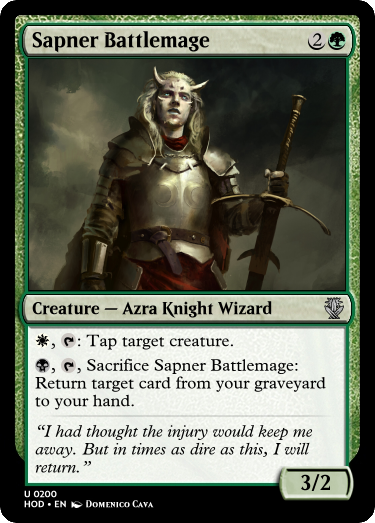 Sapner Battlemage 2
Creature — Azra Knight Wizard
, : Tap target creature.
, , Sacrifice Sapner Battlemage:
Return target card from your graveyard
to your hand.
“I had thought the injury would keep me
away. But in times as dire as this, I will
return.”
3/2
U 0200
HOD • EN Domenico Cava